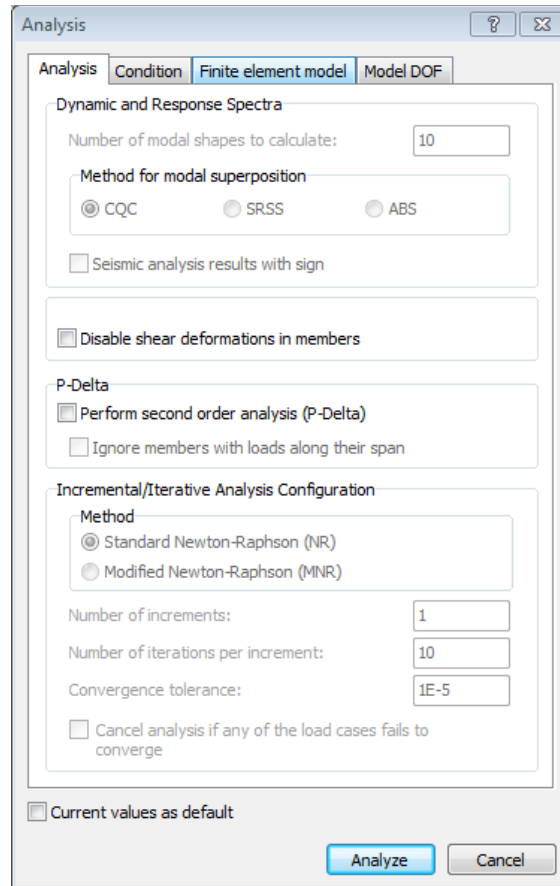 Analysis
Analysis Condition Finite element model Model DOF
Dynamic and Response Spectra
Number of modal shapes to calculate: 10
Method for modal superposition
CQC SRSS ABS
Seismic analysis results with sign
Disable shear deformations in members
P-Delta
Perform second order analysis (P-Delta)
Ignore members with loads along their span
Incremental/Iterative Analysis Configuration
Method
Standard Newton-Raphson (NR)
Modified Newton-Raphson (MNR)
Number of increments: 1
Number of iterations per increment: 10
Convergence tolerance: 1E-5
Cancel analysis if any of the load cases fails to
converge
Current values as default
Analyze Cancel